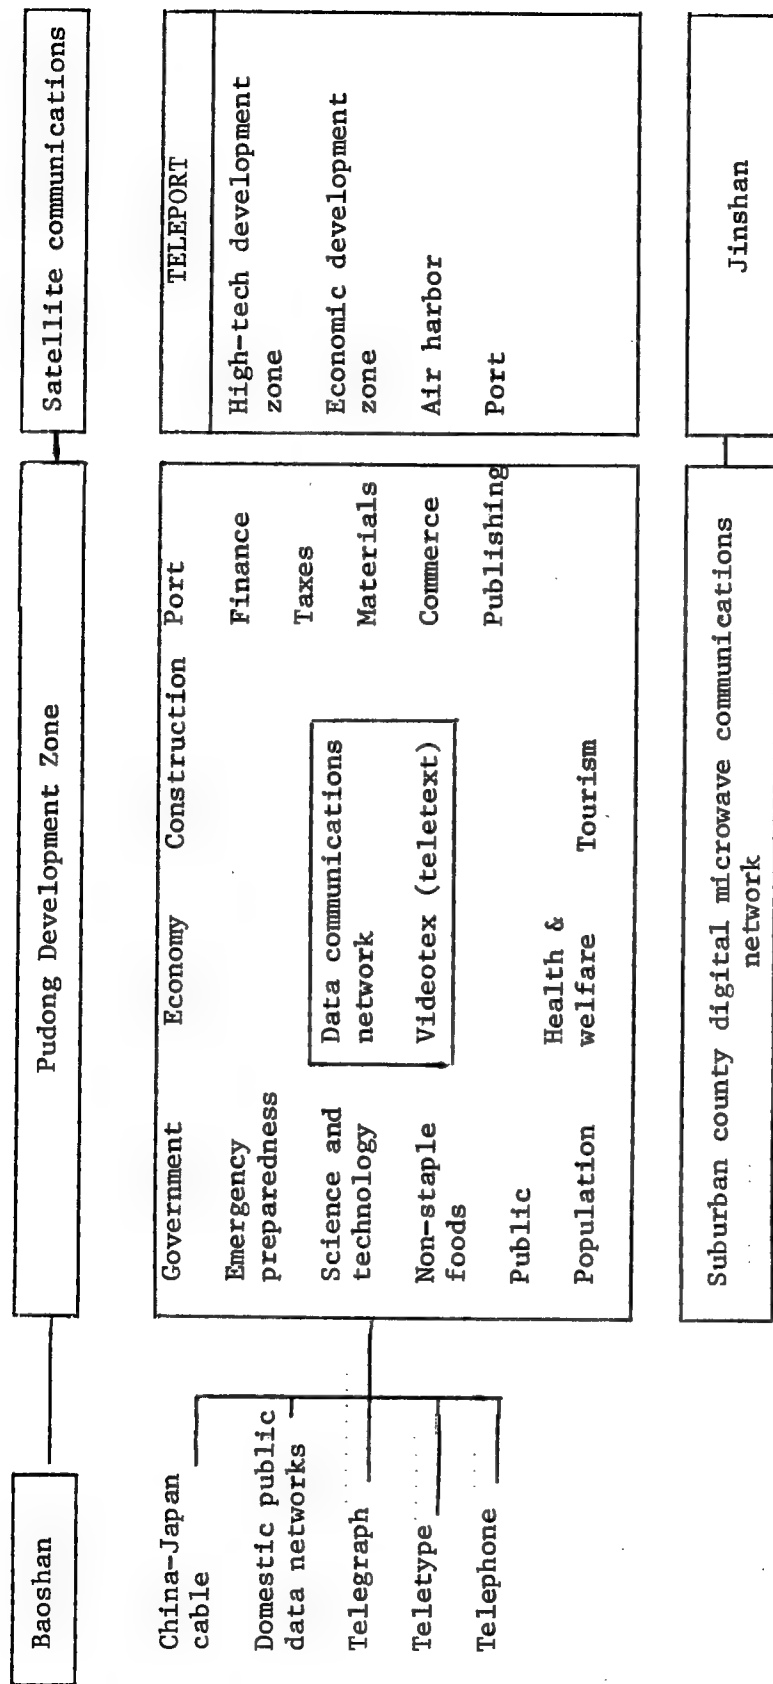 Baoshan
Pudong Development Zone
Satellite communications
China-Japan
cable
Domestic public
data networks
Telegraph
Teletype
Telephone
Government
Economy
Construction
Port
Emergency
preparedness
Finance
Taxes
Science and
technology
Data communications
network
Materials
Non-staple
foods
Videotex (teletext)
Commerce
Public
Publishing
Health &
welfare
Population
Tourism
TELEPORT
High-tech development
zone
Economic development
zone
Air harbor
Port
Suburban county digital microwave communications
network
Jinshan